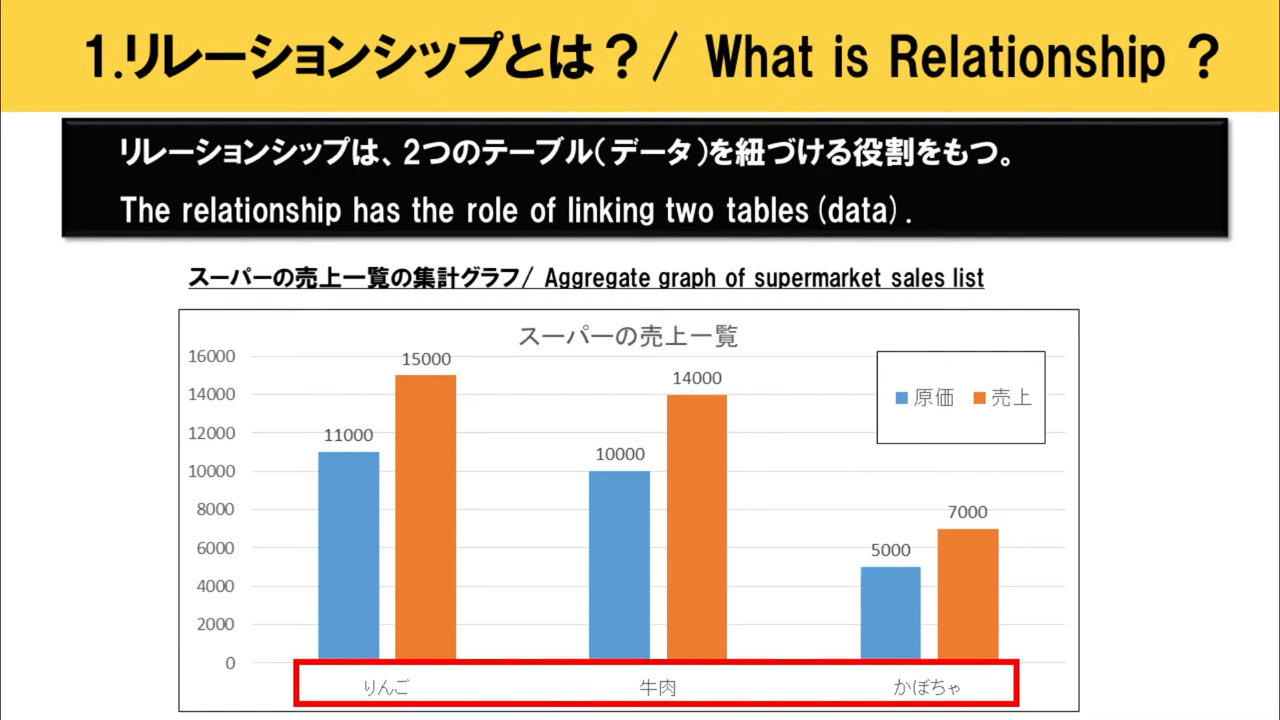 1.リレーションシップとは？/ What is Relationship ?
リレーションシップは、2つのテーブル(データ)を紐づける役割をもつ。
The relationship has the role of linking two tables(data).
スーパーの売上一覧の集計グラフ/ Aggregate graph of supermarket sales list
スーパーの売上一覧
16000
14000
12000
10000
8000
6000
4000
2000
0
11000
15000
10000
14000
5000
7000
原価 売上
りんご 牛肉 かぼちゃ